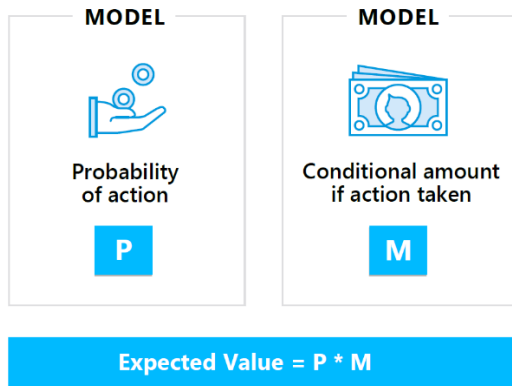 MODEL
Probability
of action
P
MODEL
Conditional amount
if action taken
M
Expected Value = P * M